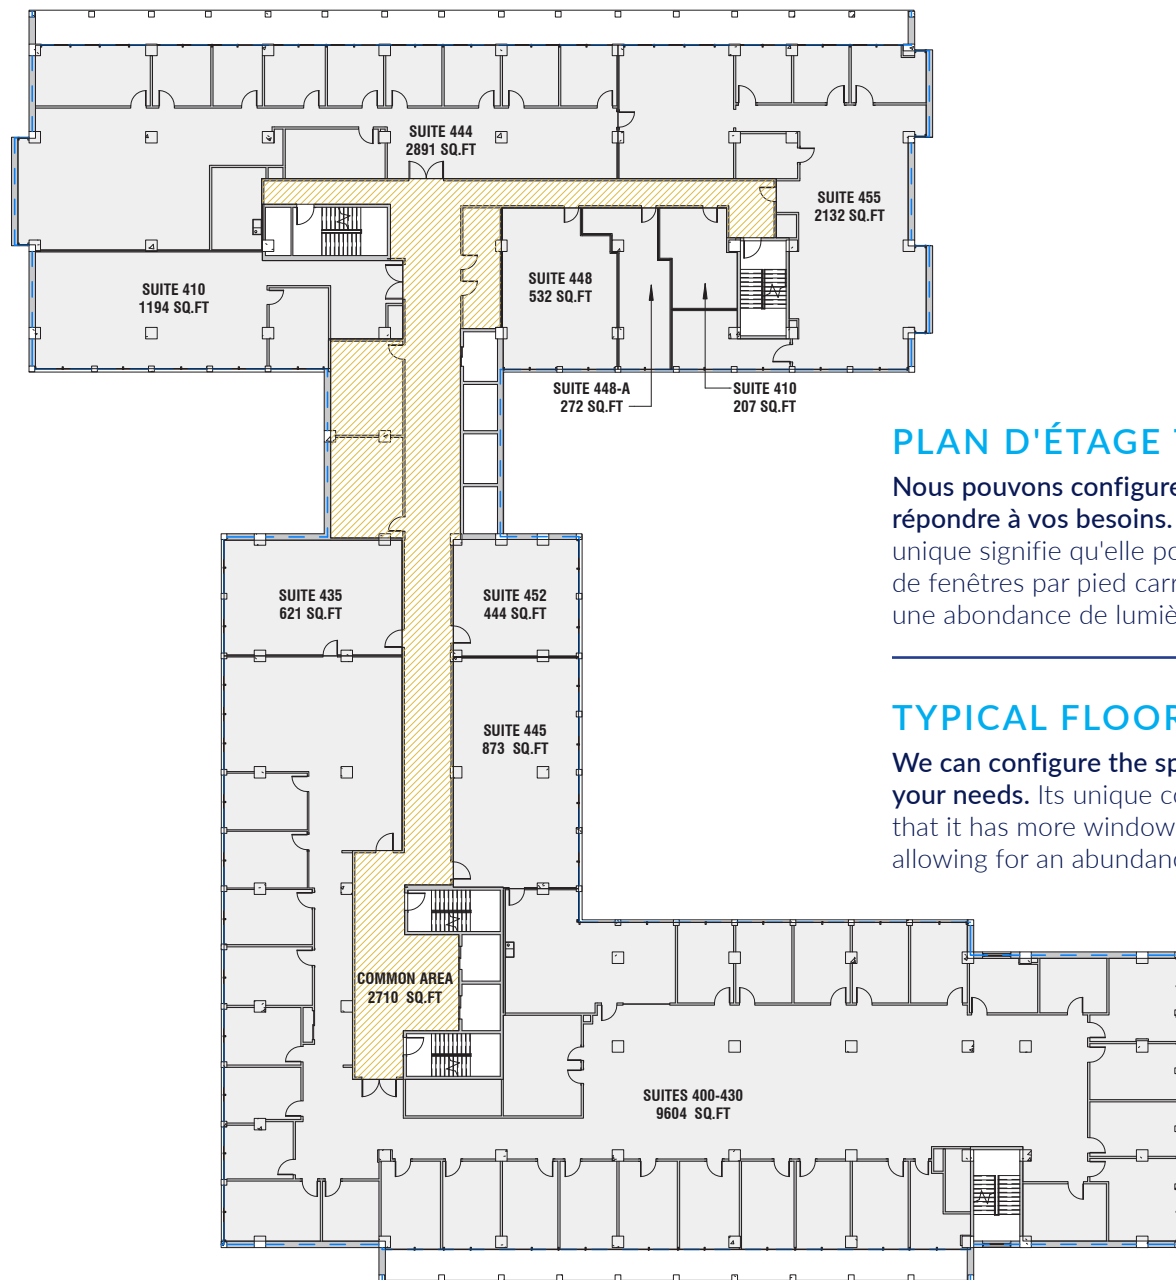 SUITE 444
2891 SQ.FT
SUITE 455
2132 SQ.FT
SUITE 410
1194 SQ.FT
SUITE 448
532 SQ.FT
SUITE 448-A
272 SQ.FT
SUITE 410
207 SQ.FT
PLAN D'ÉTAGE
Nous pouvons configure
répondre à vos besoins.
unique signifie qu'elle po
de fenêtres par pied carr
une abondance de lumiè
SUITE 435
621 SQ.FT
SUITE 452
444 SQ.FT
TYPICAL FLOOR
We can configure the sp
your needs. Its unique co
that it has more window
allowing for an abundanc
SUITE 445
873 SQ.FT
COMMON AREA
2710 SQ.FT
SUITES 400-430
9604 SQ.FT